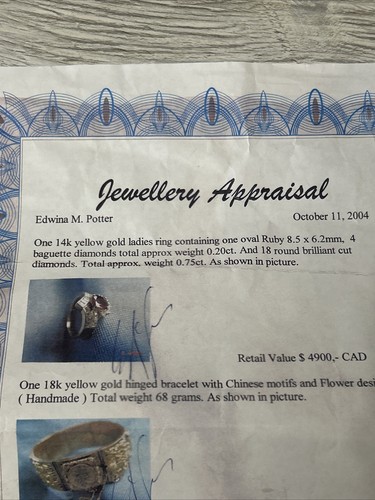 Jewellery Appraisal
Edwina M. Potter October 11, 2004
One 14k yellow gold ladies ring containing one oval Ruby 8.5 x 6.2mm, 4
baguette diamonds total approx weight 0.20ct. And 18 round brilliant cut
diamonds. Total approx. weight 0.75ct. As shown in picture.
Retail Value $ 4900,- CAD
One 18k yellow gold hinged bracelet with Chinese motifs and Flower desi
( Handmade ) Total weight 68 grams. As shown in picture.